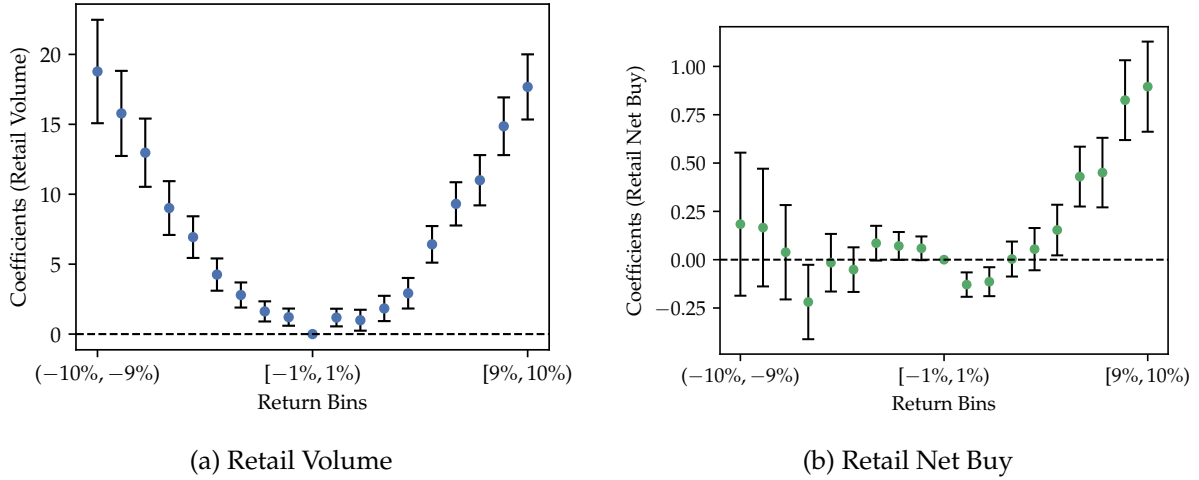 Coefficients (Retail Volume)
20
15
10
5
0
(−10%, −9%)
[−1%, 1%)
[9%, 10%)
Return Bins
(a) Retail Volume
Coefficients (Retail Net Buy)
1.00
0.75
0.50
0.25
0.00
−0.25
(−10%, −9%)
[−1%, 1%)
[9%, 10%)
Return Bins
(b) Retail Net Buy